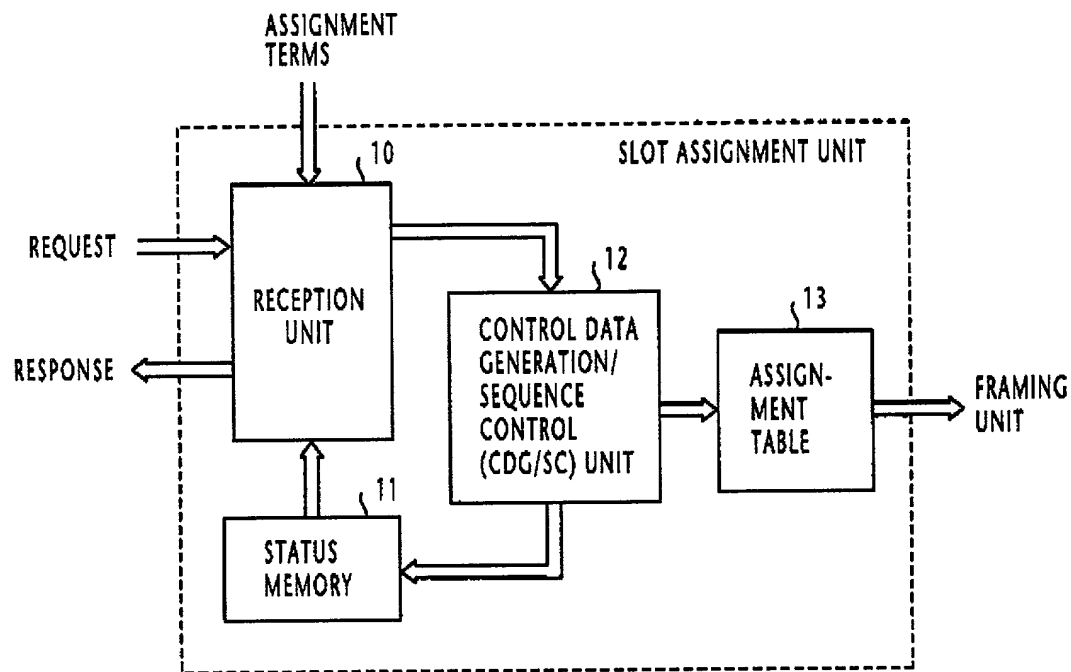 ASSIGNMENT
TERMS
SLOT ASSIGNMENT UNIT
10
REQUEST
RECEPTION
UNIT
RESPONSE
12
CONTROL DATA
GENERATION/
SEQUENCE
CONTROL
(CDG/SC) UNIT
13
ASSIGN-
MENT
TABLE
FRAMING
UNIT
11
STATUS
MEMORY